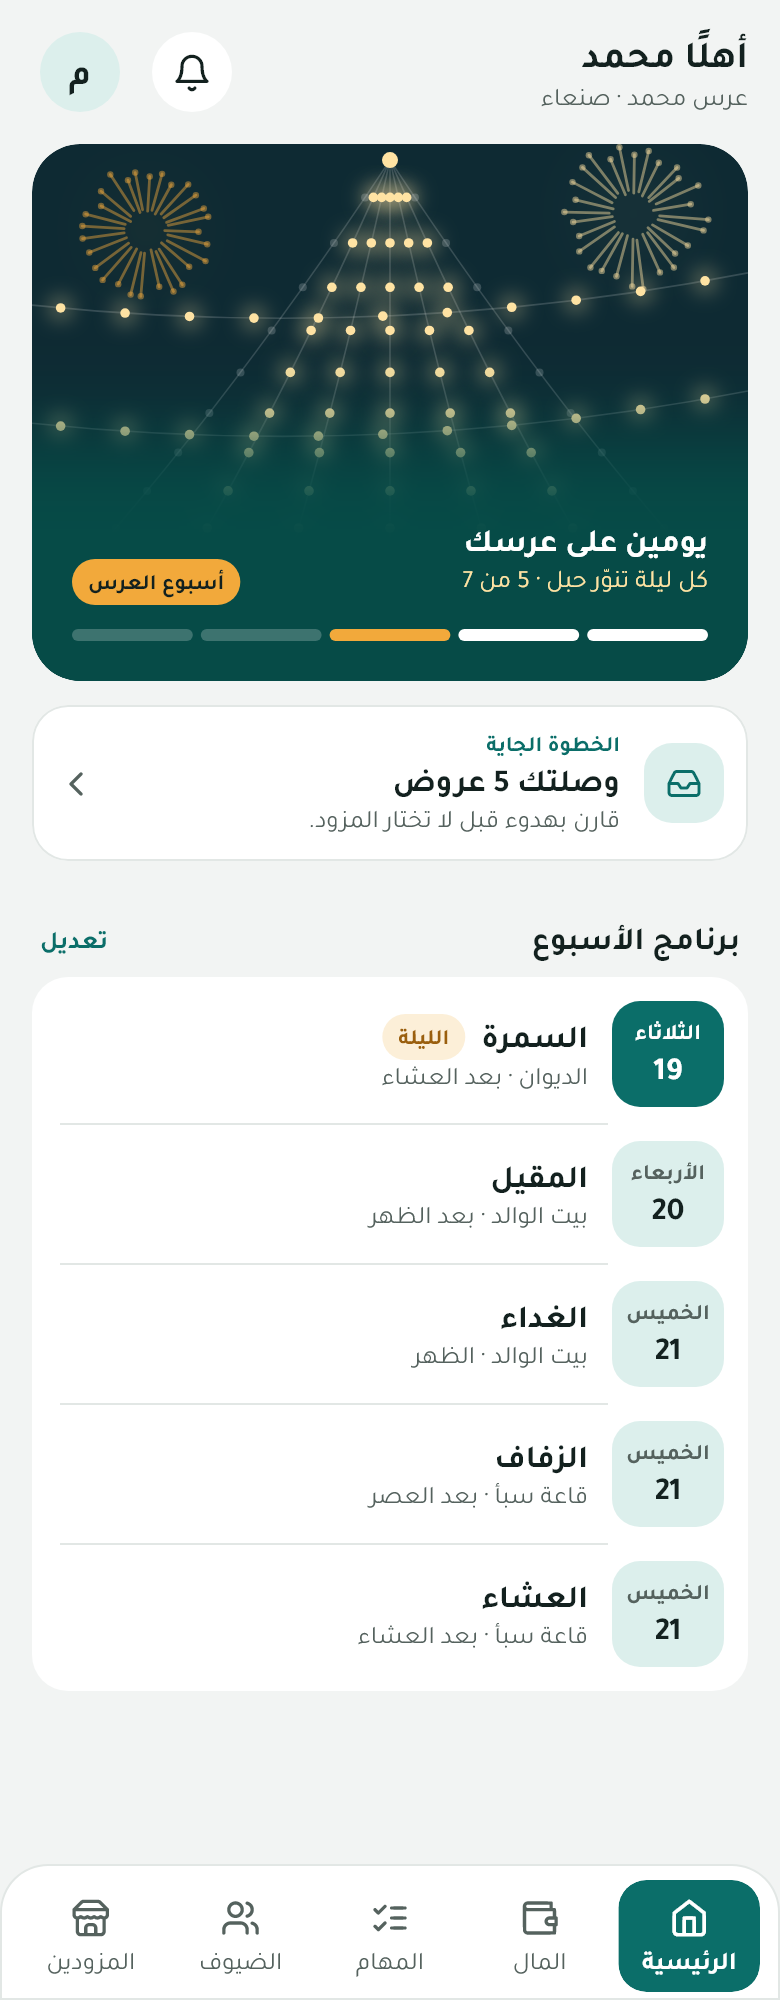 أهلًا محمد
عرس محمد · صنعاء
م
يومين على عرسك
كل ليلة تنوّر حبل · 5 من 7
أسبوع العرس
الخطوة الجاية
وصلتك 5 عروض
قارن بهدوء قبل لا تختار المزود.
برنامج الأسبوع
تعديل
الثلاثاء
19
السمرة
الليلة
الديوان · بعد العشاء
الأربعاء
20
المقيل
بيت الوالد · بعد الظهر
الخميس
21
الغداء
بيت الوالد · الظهر
الخميس
21
الزفاف
قاعة سبأ · بعد العصر
الخميس
21
العشاء
قاعة سبأ · بعد العشاء
الرئيسية
المال
المهام
الضيوف
المزودين